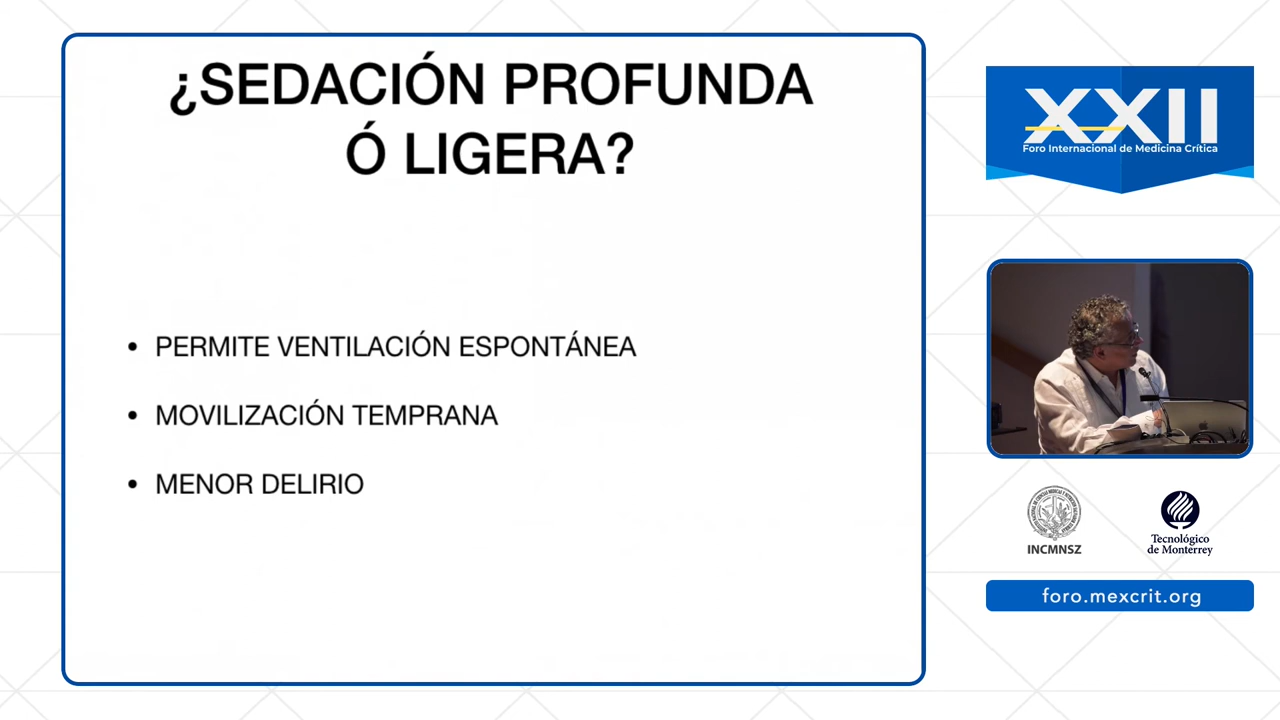 ¿SEDACIÓN PROFUNDA
Ó LIGERA?
• PERMITE VENTILACIÓN ESPONTÁNEA
• MOVILIZACIÓN TEMPRANA
• MENOR DELIRIO
XXII
Foro Internacional de Medicina Crítica
INCMNSZ
Tecnológico
de Monterrey
foro.mexcrit.org